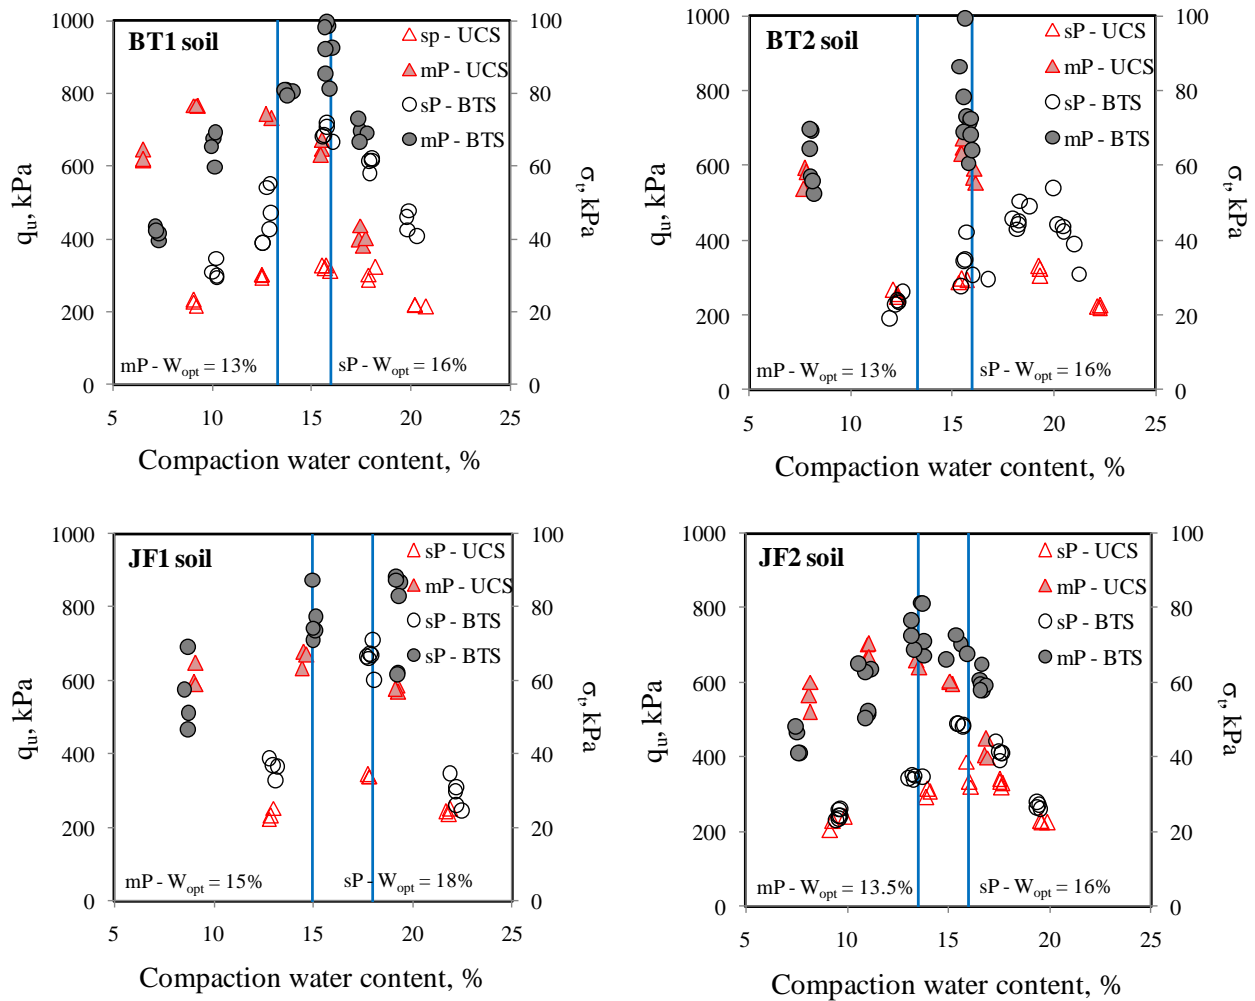 BT1 soil
sp - UCS
mP - UCS
sP - BTS
mP - BTS
1000
800
600
400
200
0
100
80
60
40
20
0
qu, kPa
σt, kPa
mP - Wopt = 13%
sP - Wopt = 16%
5 10 15 20 25
Compaction water content, %
BT2 soil
sP - UCS
mP - UCS
sP - BTS
mP - BTS
1000
800
600
400
200
0
100
80
60
40
20
0
qu, kPa
σt, kPa
mP - Wopt = 13%
sP - Wopt = 16%
5 10 15 20 25
Compaction water content, %
JF1 soil
sP - UCS
mP - UCS
sP - BTS
sP - BTS
1000
800
600
400
200
0
100
80
60
40
20
0
qu, kPa
σt, kPa
mP - Wopt = 15%
sP - Wopt = 18%
5 10 15 20 25
Compaction water content, %
JF2 soil
sP - UCS
mP - UCS
sP - BTS
mP - BTS
1000
800
600
400
200
0
100
80
60
40
20
0
qu, kPa
σt, kPa
mP - Wopt = 13.5%
sP - Wopt = 16%
5 10 15 20 25
Compaction water content, %